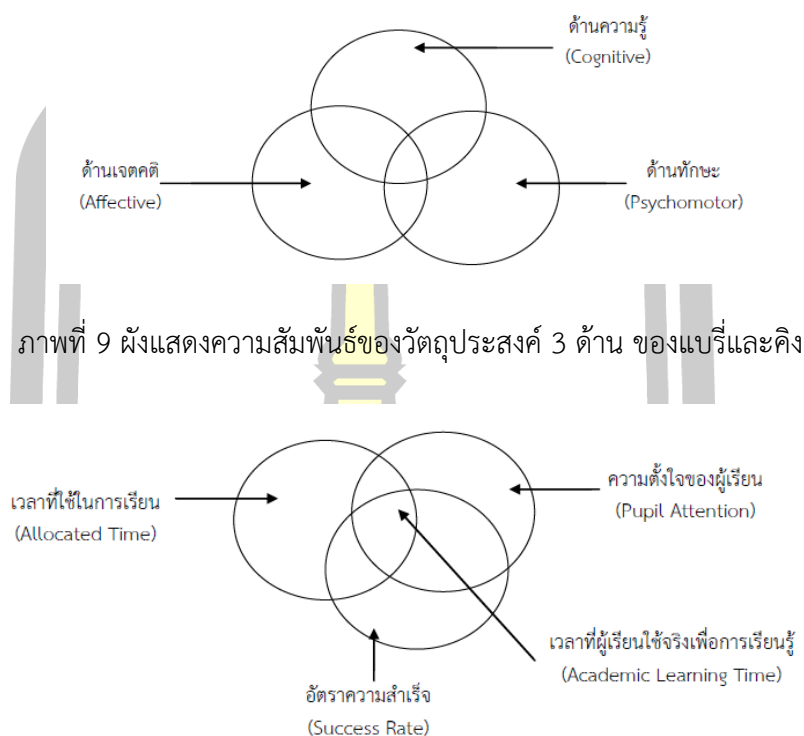 ด้านความรู้
(Cognitive)
ด้านเจตคติ
(Affective)
ด้านทักษะ
(Psychomotor)
ภาพที่ 9 ผังแสดงความสัมพันธ์ของวัตถุประสงค์ 3 ด้าน ของแบรี่และคิง
เวลาที่ใช้ในการเรียน
(Allocated Time)
ความตั้งใจของผู้เรียน
(Pupil Attention)
เวลาที่ผู้เรียนใช้จริงเพื่อการเรียนรู้
(Academic Learning Time)
อัตราความสำเร็จ
(Success Rate)